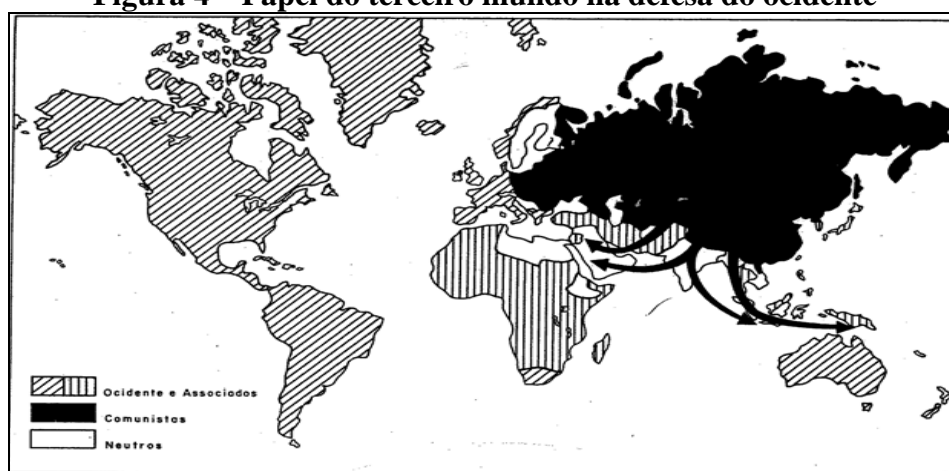 Figura 4 – Papel do terceiro mundo na defesa do ocidente
Ocidente e Associados
Comunistas
Neutros